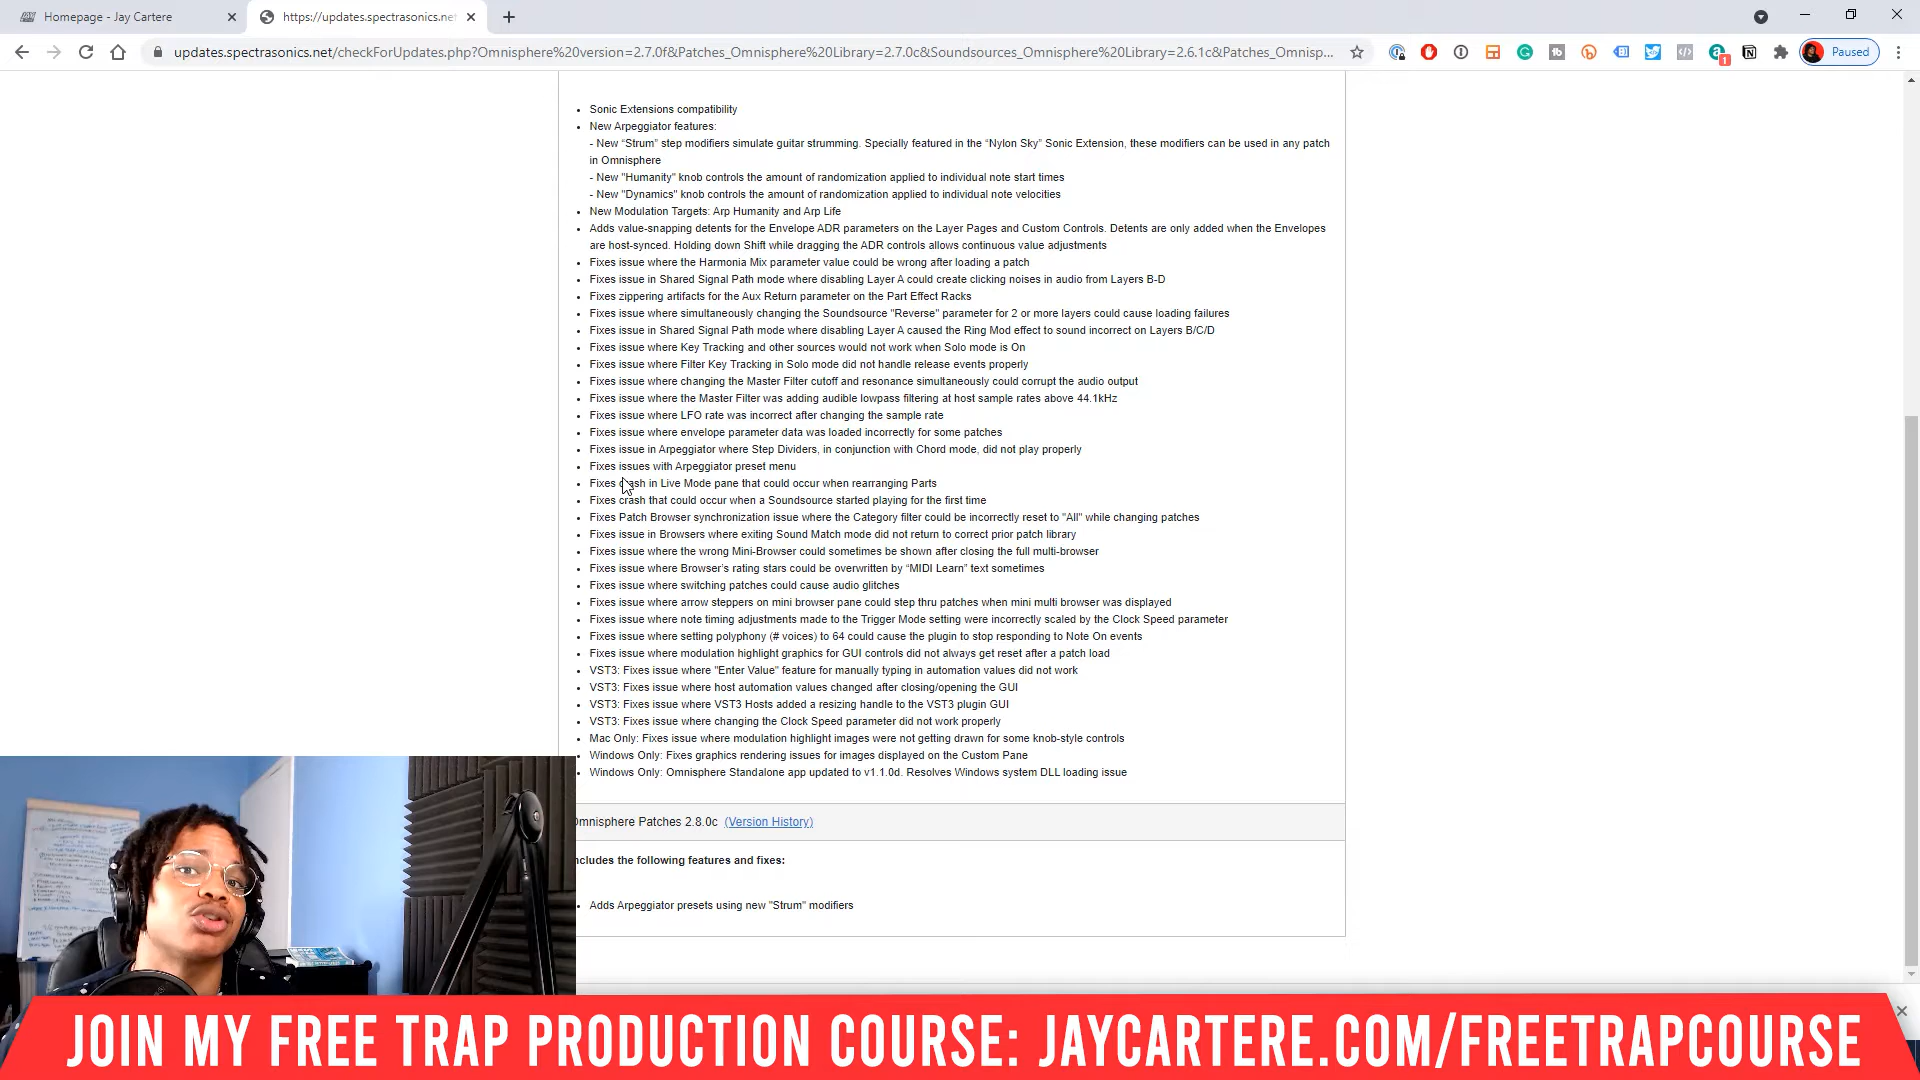 Homepage - Jay Cartere
https://updates.spectrasonics.net
Paused
updates.spectrasonics.net/checkForUpdates.php?Omnisphere%20version=2.7.0f&Patches_Omnisphere%20Library=2.7.0c&Soundsources_Omnisphere%20Library=2.6.1c&Patches_Omnisp...
1
• Sonic Extensions compatibility
• New Arpeggiator features:
- New “Strum” step modifiers simulate guitar strumming. Specially featured in the “Nylon Sky” Sonic Extension, these modifiers can be used in any patch
in Omnisphere
- New "Humanity" knob controls the amount of randomization applied to individual note start times
- New "Dynamics" knob controls the amount of randomization applied to individual note velocities
• New Modulation Targets: Arp Humanity and Arp Life
• Adds value-snapping detents for the Envelope ADR parameters on the Layer Pages and Custom Controls. Detents are only added when the Envelopes
are host-synced. Holding down Shift while dragging the ADR controls allows continuous value adjustments
• Fixes issue where the Harmonia Mix parameter value could be wrong after loading a patch
• Fixes issue in Shared Signal Path mode where disabling Layer A could create clicking noises in audio from Layers B-D
• Fixes zippering artifacts for the Aux Return parameter on the Part Effect Racks
• Fixes issue where simultaneously changing the Soundsource "Reverse" parameter for 2 or more layers could cause loading failures
• Fixes issue in Shared Signal Path mode where disabling Layer A caused the Ring Mod effect to sound incorrect on Layers B/C/D
• Fixes issue where Key Tracking and other sources would not work when Solo mode is On
• Fixes issue where Filter Key Tracking in Solo mode did not handle release events properly
• Fixes issue where changing the Master Filter cutoff and resonance simultaneously could corrupt the audio output
• Fixes issue where the Master Filter was adding audible lowpass filtering at host sample rates above 44.1kHz
• Fixes issue where LFO rate was incorrect after changing the sample rate
• Fixes issue where envelope parameter data was loaded incorrectly for some patches
• Fixes issue in Arpeggiator where Step Dividers, in conjunction with Chord mode, did not play properly
• Fixes issues with Arpeggiator preset menu
• Fixes crash in Live Mode pane that could occur when rearranging Parts
• Fixes crash that could occur when a Soundsource started playing for the first time
• Fixes Patch Browser synchronization issue where the Category filter could be incorrectly reset to "All" while changing patches
• Fixes issue in Browsers where exiting Sound Match mode did not return to correct prior patch library
• Fixes issue where the wrong Mini-Browser could sometimes be shown after closing the full multi-browser
• Fixes issue where Browser’s rating stars could be overwritten by “MIDI Learn” text sometimes
• Fixes issue where switching patches could cause audio glitches
• Fixes issue where arrow steppers on mini browser pane could step thru patches when mini multi browser was displayed
• Fixes issue where note timing adjustments made to the Trigger Mode setting were incorrectly scaled by the Clock Speed parameter
• Fixes issue where setting polyphony (# voices) to 64 could cause the plugin to stop responding to Note On events
• Fixes issue where modulation highlight graphics for GUI controls did not always get reset after a patch load
• VST3: Fixes issue where "Enter Value" feature for manually typing in automation values did not work
• VST3: Fixes issue where host automation values changed after closing/opening the GUI
• VST3: Fixes issue where VST3 Hosts added a resizing handle to the VST3 plugin GUI
• VST3: Fixes issue where changing the Clock Speed parameter did not work properly
• Mac Only: Fixes issue where modulation highlight images were not getting drawn for some knob-style controls
• Windows Only: Fixes graphics rendering issues for images displayed on the Custom Pane
• Windows Only: Omnisphere Standalone app updated to v1.1.0d. Resolves Windows system DLL loading issue
mnisphere Patches 2.8.0c (Version History)
ncludes the following features and fixes:
• Adds Arpeggiator presets using new "Strum" modifiers
JOIN MY FREE TRAP PRODUCTION COURSE: JAYCARTERE.COM/FREETRAPCOURSE